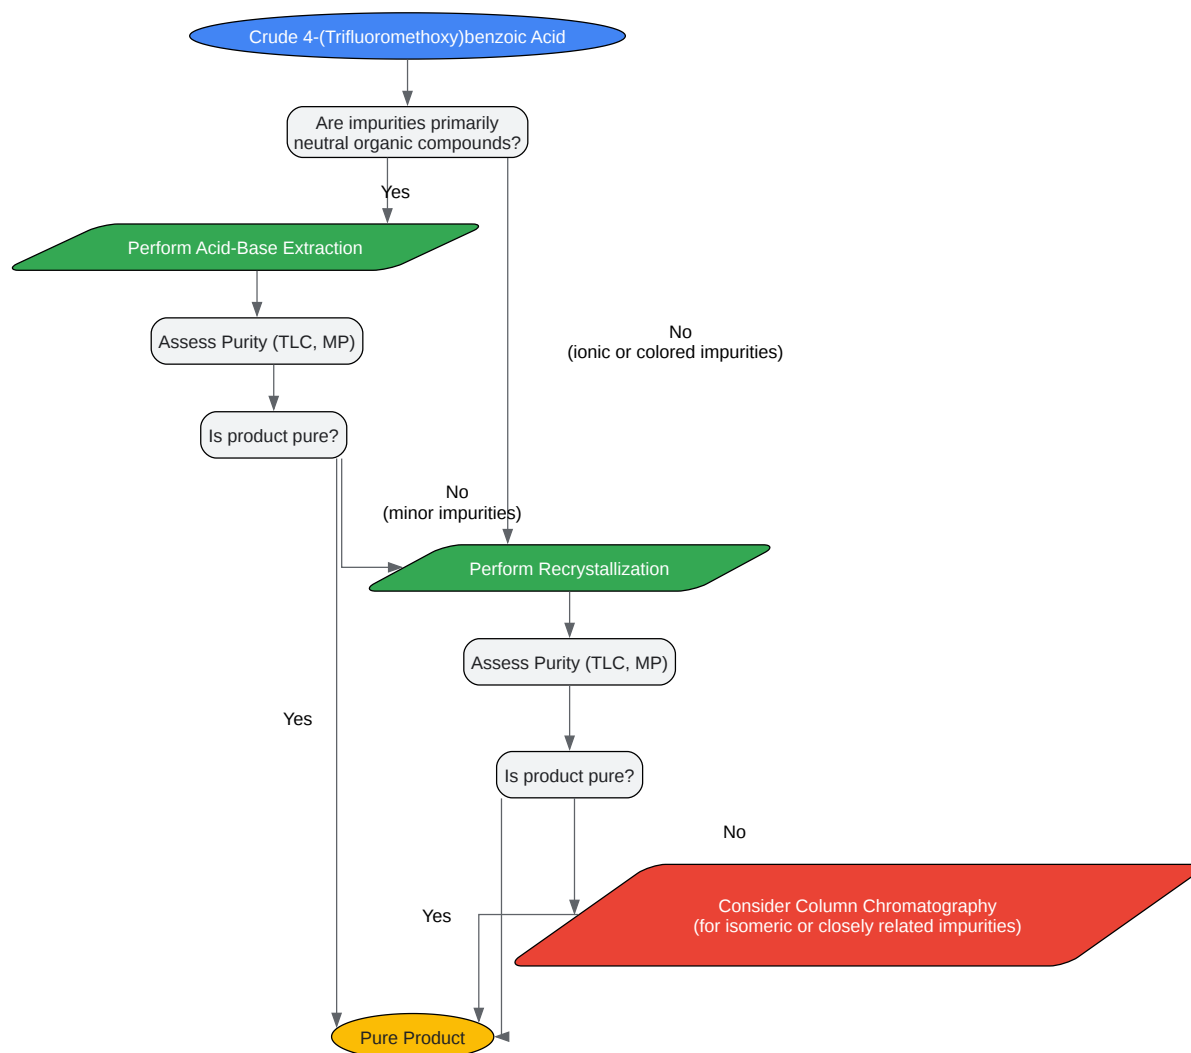 Crude 4-(Trifluoromethoxy)benzoic Acid
Are impurities primarily
neutral organic compounds?
Yes
Perform Acid-Base Extraction
Assess Purity (TLC, MP)
No
(ionic or colored impurities)
Is product pure?
No
(minor impurities)
Perform Recrystallization
Assess Purity (TLC, MP)
Yes
Is product pure?
No
Consider Column Chromatography
(for isomeric or closely related impurities)
Yes
Pure Product